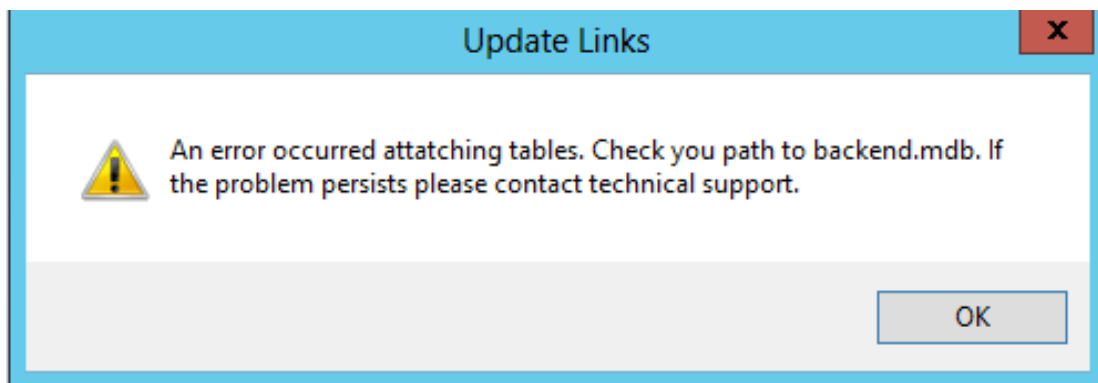 Update Links
x
An error occurred attatching tables. Check you path to backend.mdb. If
the problem persists please contact technical support.
OK